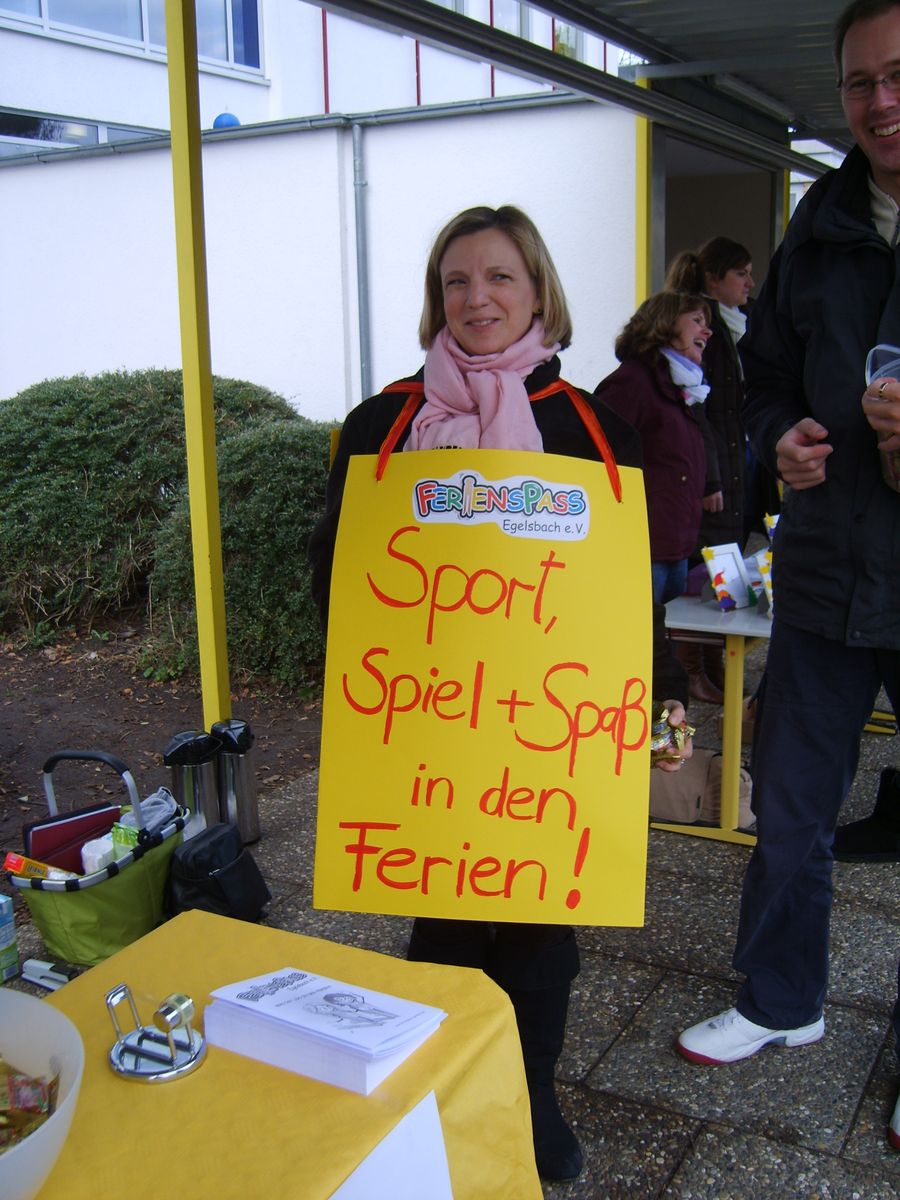 FERIENSPASS
Egelsbach e.V.
Sport,
Spiel + Spaß
in den
Ferien!